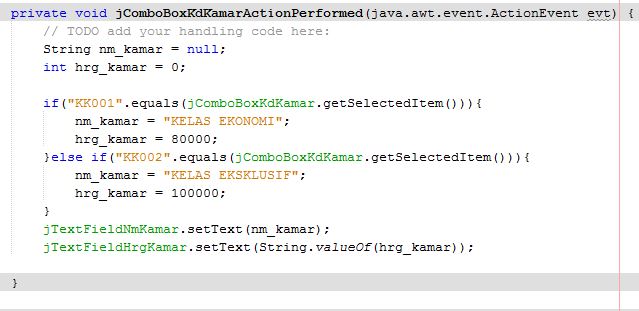 private void jComboBoxKdKamarActionPerformed(java.awt.event.ActionEvent evt) {
// TODO add your handling code here:
String nm_kamar = null;
int hrg_kamar = 0;
if("KK001".equals(jComboBoxKdKamar.getSelectedItem())){
nm_kamar = "KELAS EKONOMI";
hrg_kamar = 80000;
}else if("KK002".equals(jComboBoxKdKamar.getSelectedItem())){
nm_kamar = "KELAS EKSKLUSIF";
hrg_kamar = 100000;
}
jTextFieldNmKamar.setText(nm_kamar);
jTextFieldHrgKamar.setText(String.valueOf(hrg_kamar));
}